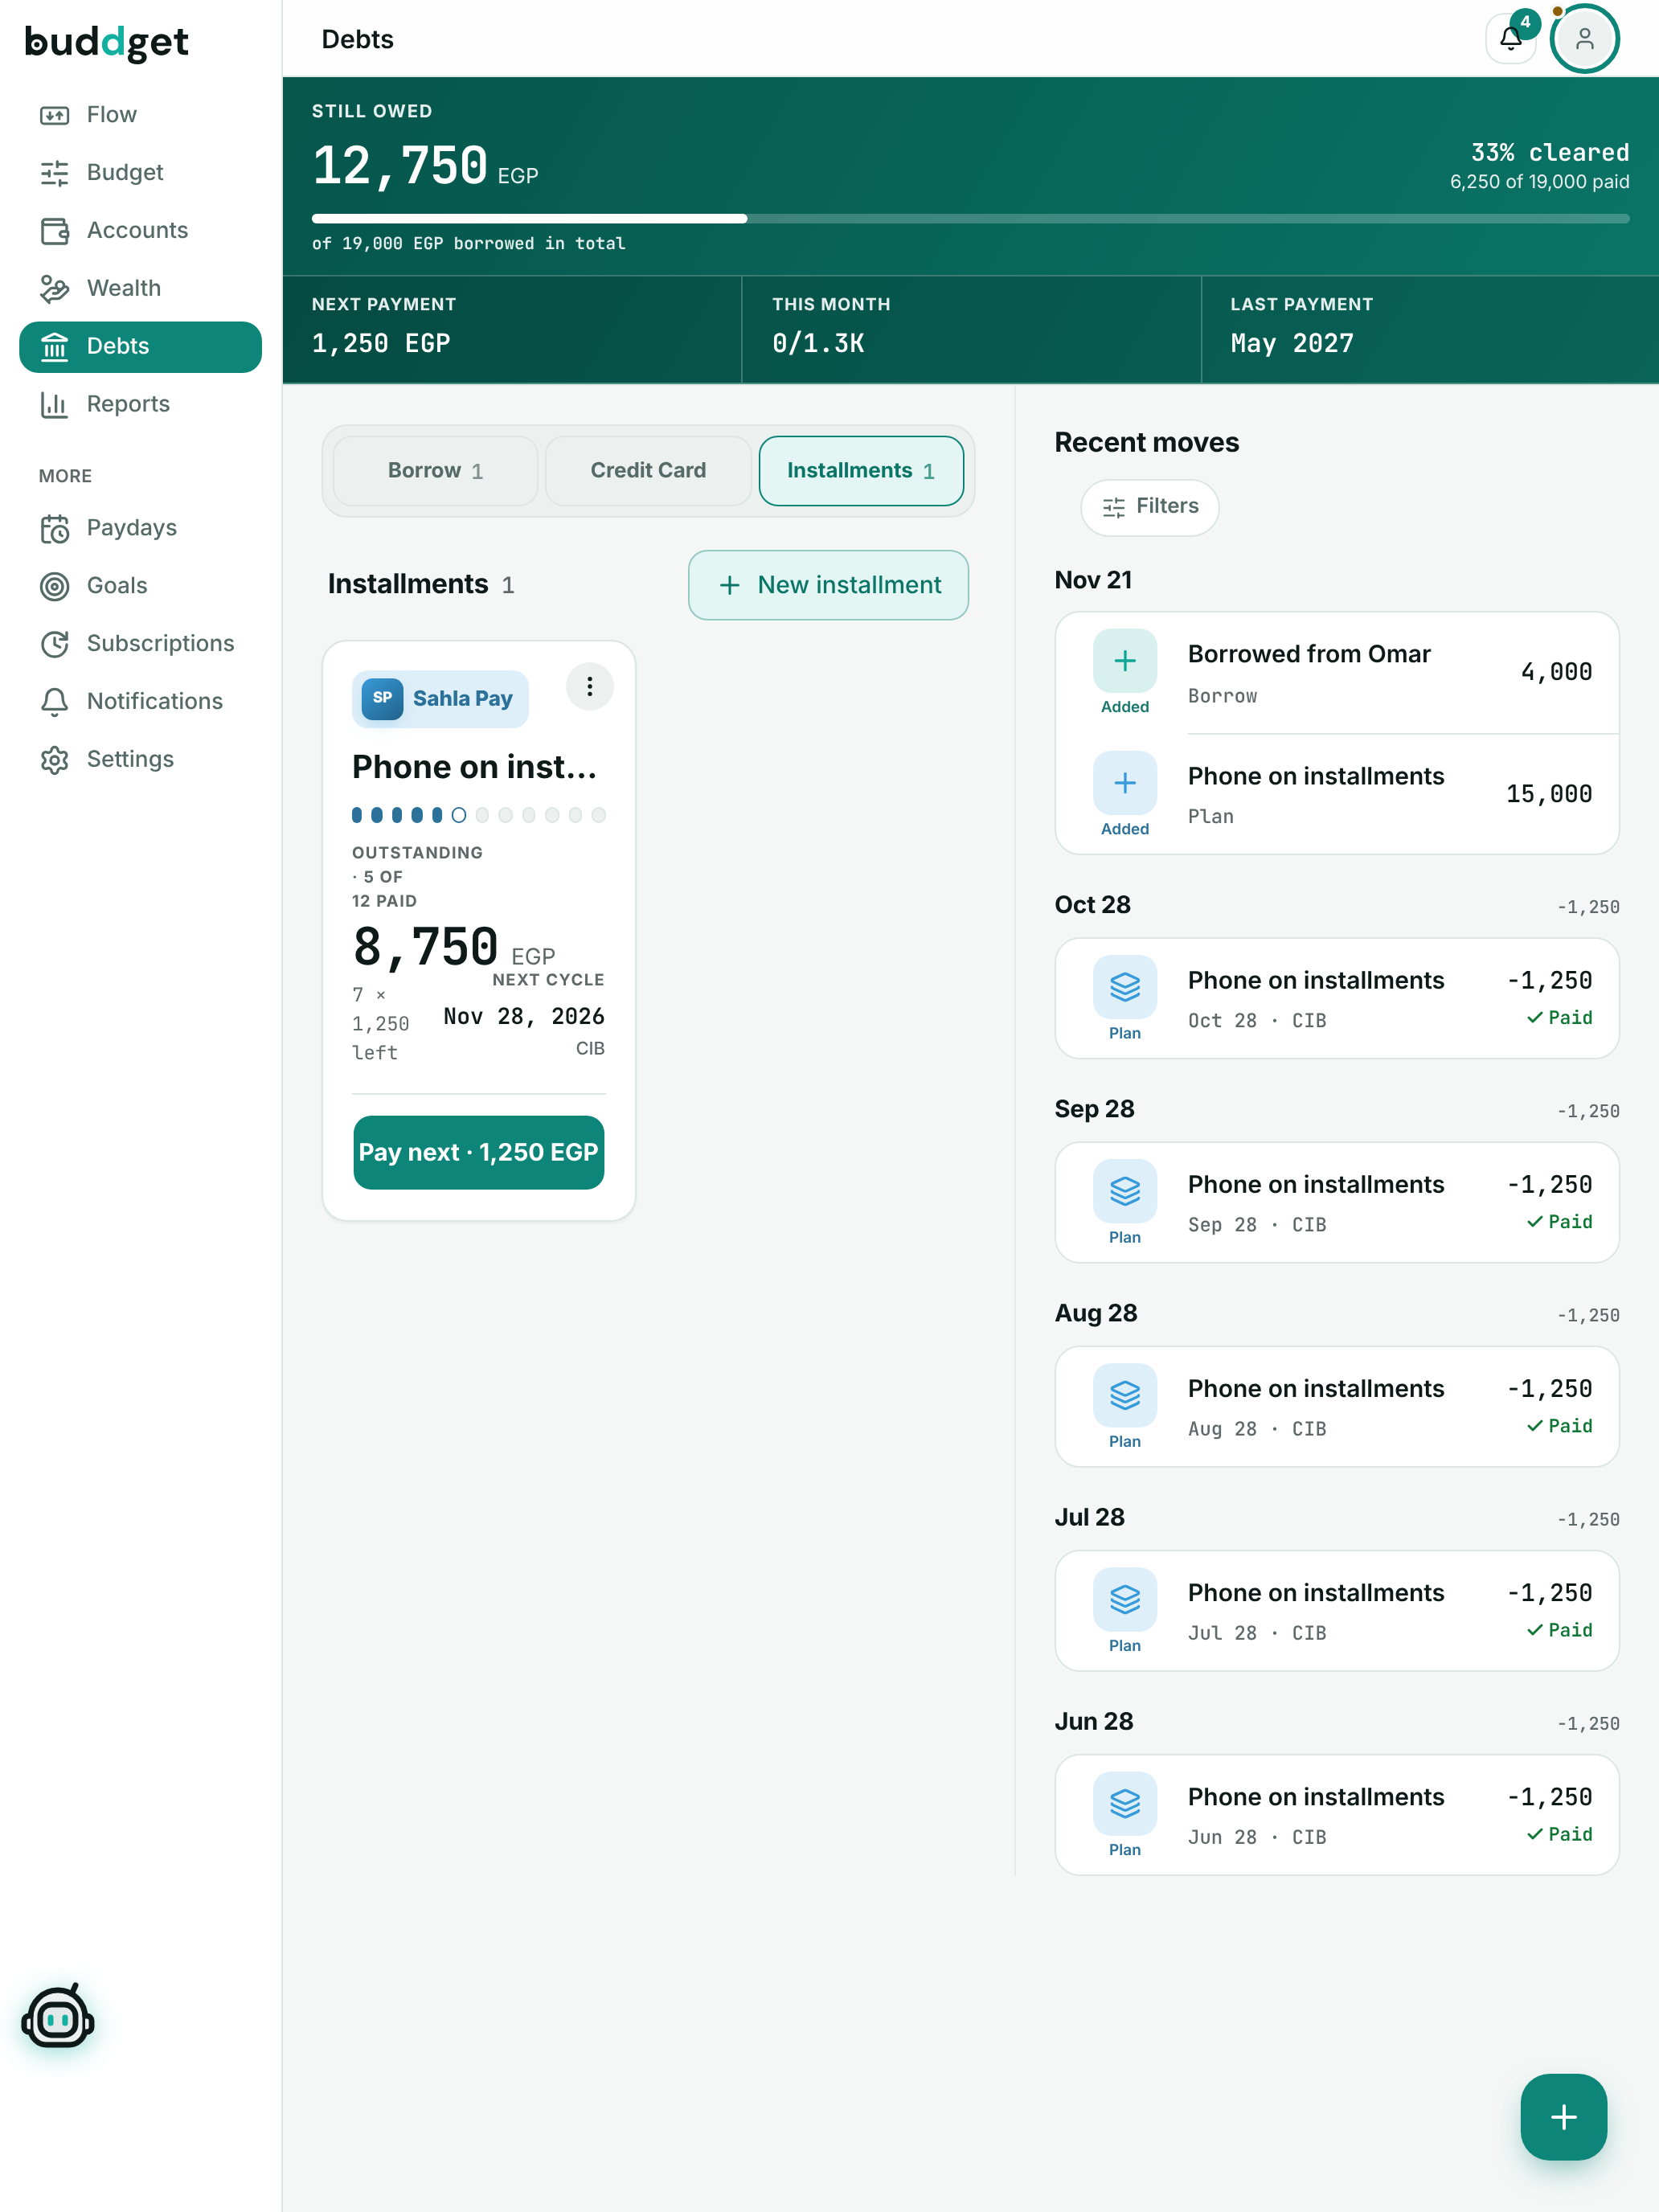 buddget
Flow
Budget
Accounts
Wealth
Debts
Reports
MORE
Paydays
Goals
Subscriptions
Notifications
Settings
Debts
4
STILL OWED
12,750 EGP
33% cleared
6,250 of 19,000 paid
of 19,000 EGP borrowed in total
NEXT PAYMENT
1,250 EGP
THIS MONTH
0/1.3K
LAST PAYMENT
May 2027
Borrow 1
Credit Card
Installments 1
Installments 1
+ New installment
SP Sahla Pay
Phone on inst...
OUTSTANDING
· 5 OF
12 PAID
8,750 EGP
7 ×
1,250
left
NEXT CYCLE
Nov 28, 2026
CIB
Pay next · 1,250 EGP
Recent moves
Filters
Nov 21
Borrowed from Omar
4,000
Added
Borrow
Phone on installments
15,000
Added
Plan
Oct 28
-1,250
Phone on installments
-1,250
Plan
Oct 28 · CIB
✓ Paid
Sep 28
-1,250
Phone on installments
-1,250
Plan
Sep 28 · CIB
✓ Paid
Aug 28
-1,250
Phone on installments
-1,250
Plan
Aug 28 · CIB
✓ Paid
Jul 28
-1,250
Phone on installments
-1,250
Plan
Jul 28 · CIB
✓ Paid
Jun 28
-1,250
Phone on installments
-1,250
Plan
Jun 28 · CIB
✓ Paid